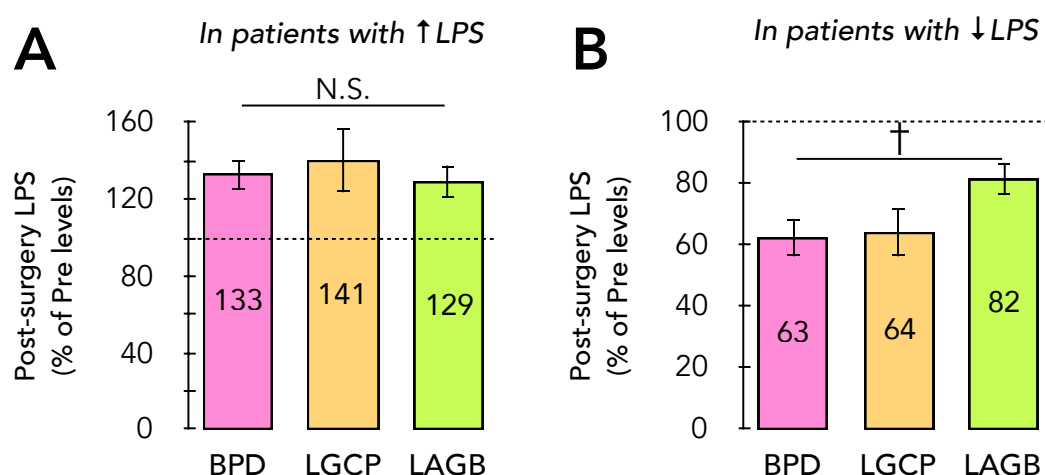 A
In patients with ↑LPS
N.S.
Post-surgery LPS
(% of Pre levels)
160
120
80
40
0
133
141
129
BPD
LGCP
LAGB
B
In patients with ↓LPS
†
Post-surgery LPS
(% of Pre levels)
100
80
60
40
20
0
63
64
82
BPD
LGCP
LAGB